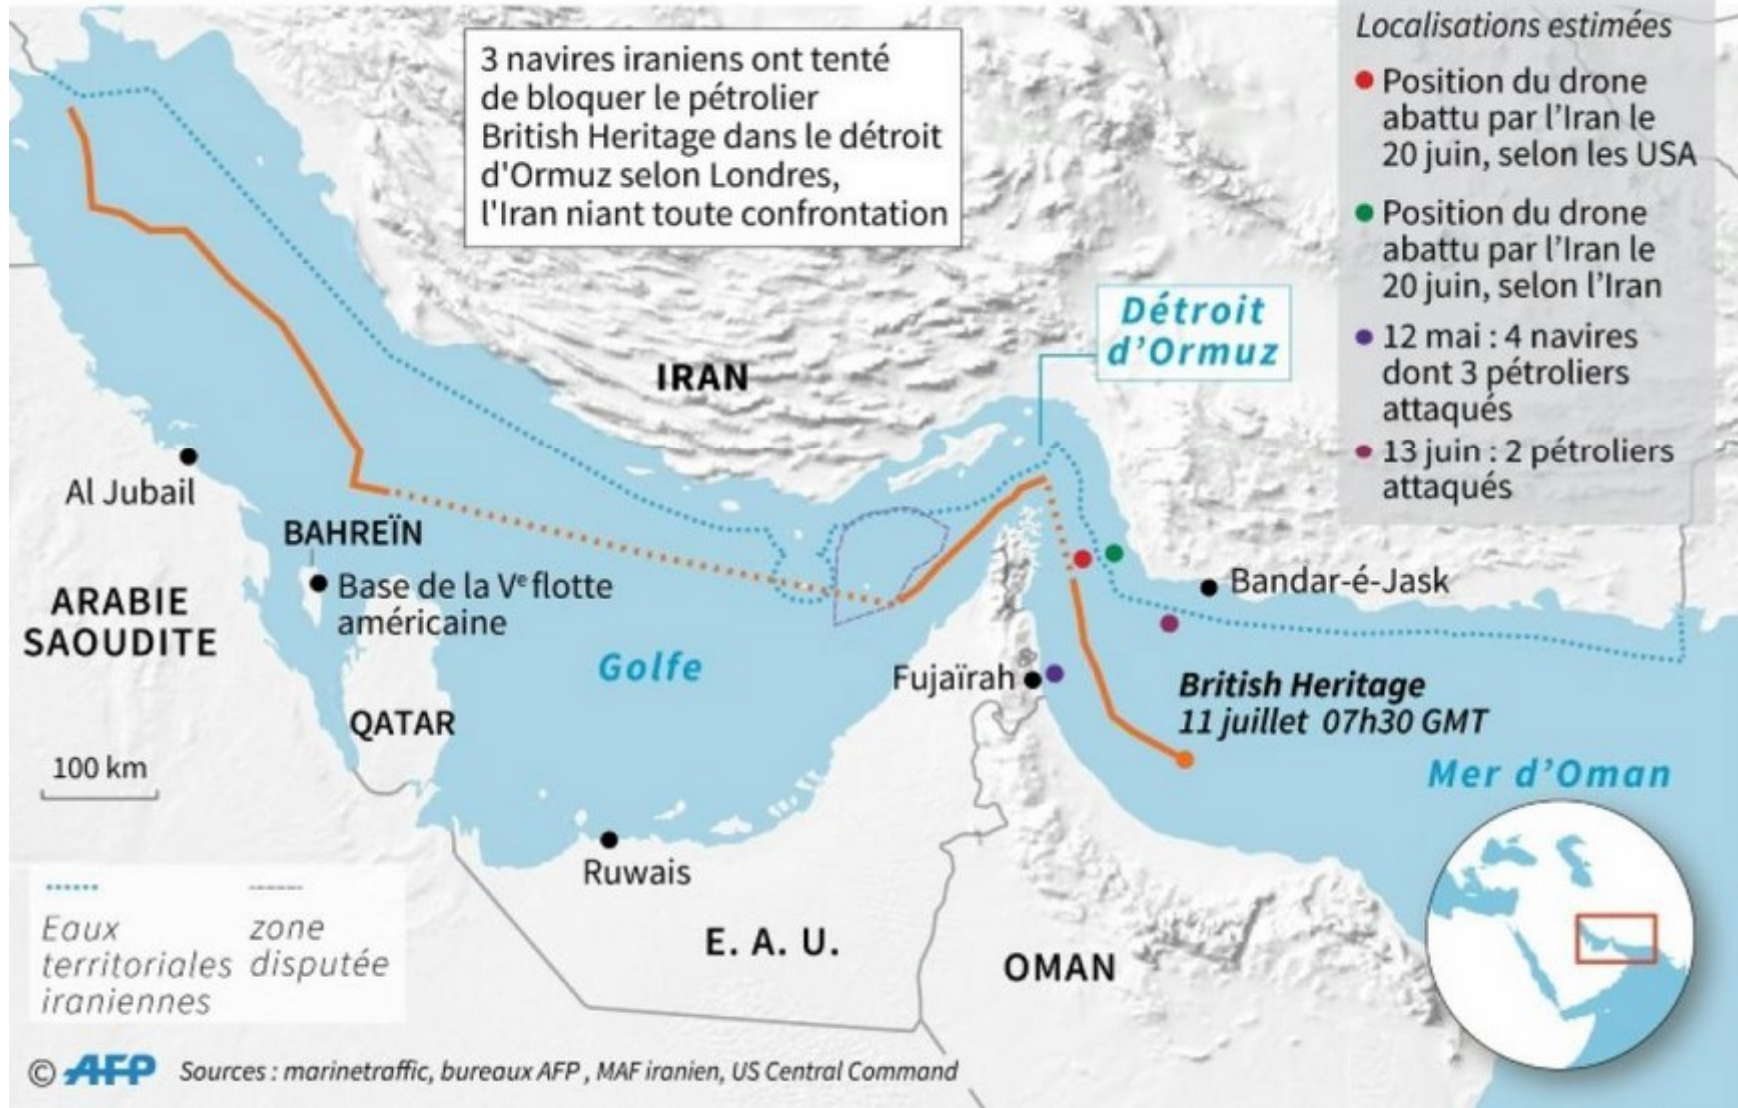 3 navires iraniens ont tenté
de bloquer le pétrolier
British Heritage dans le détroit
d'Ormuz selon Londres,
l'Iran niant toute confrontation
Localisations estimées
Position du drone
abattu par l'Iran le
20 juin, selon les USA
Position du drone
abattu par l'Iran le
20 juin, selon l'Iran
12 mai : 4 navires
dont 3 pétroliers
attaqués
13 juin : 2 pétroliers
attaqués
Détroit
d'Ormuz
IRAN
Al Jubail
BAHREÏN
Base de la Ve flotte
américaine
ARABIE
SAOUDITE
Bandar-é-Jask
Golfe
Fujaïrah
British Heritage
11 juillet 07h30 GMT
QATAR
100 km
Mer d'Oman
Ruwais
E. A. U.
OMAN
Eaux
territoriales
iraniennes
zone
disputée
© AFP
Sources : marinetraffic, bureaux AFP , MAF iranien, US Central Command